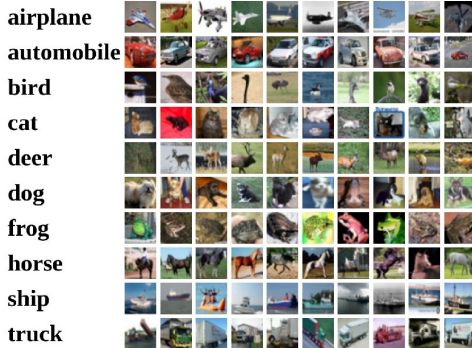 airplane
automobile
bird
cat
deer
dog
frog
horse
ship
truck